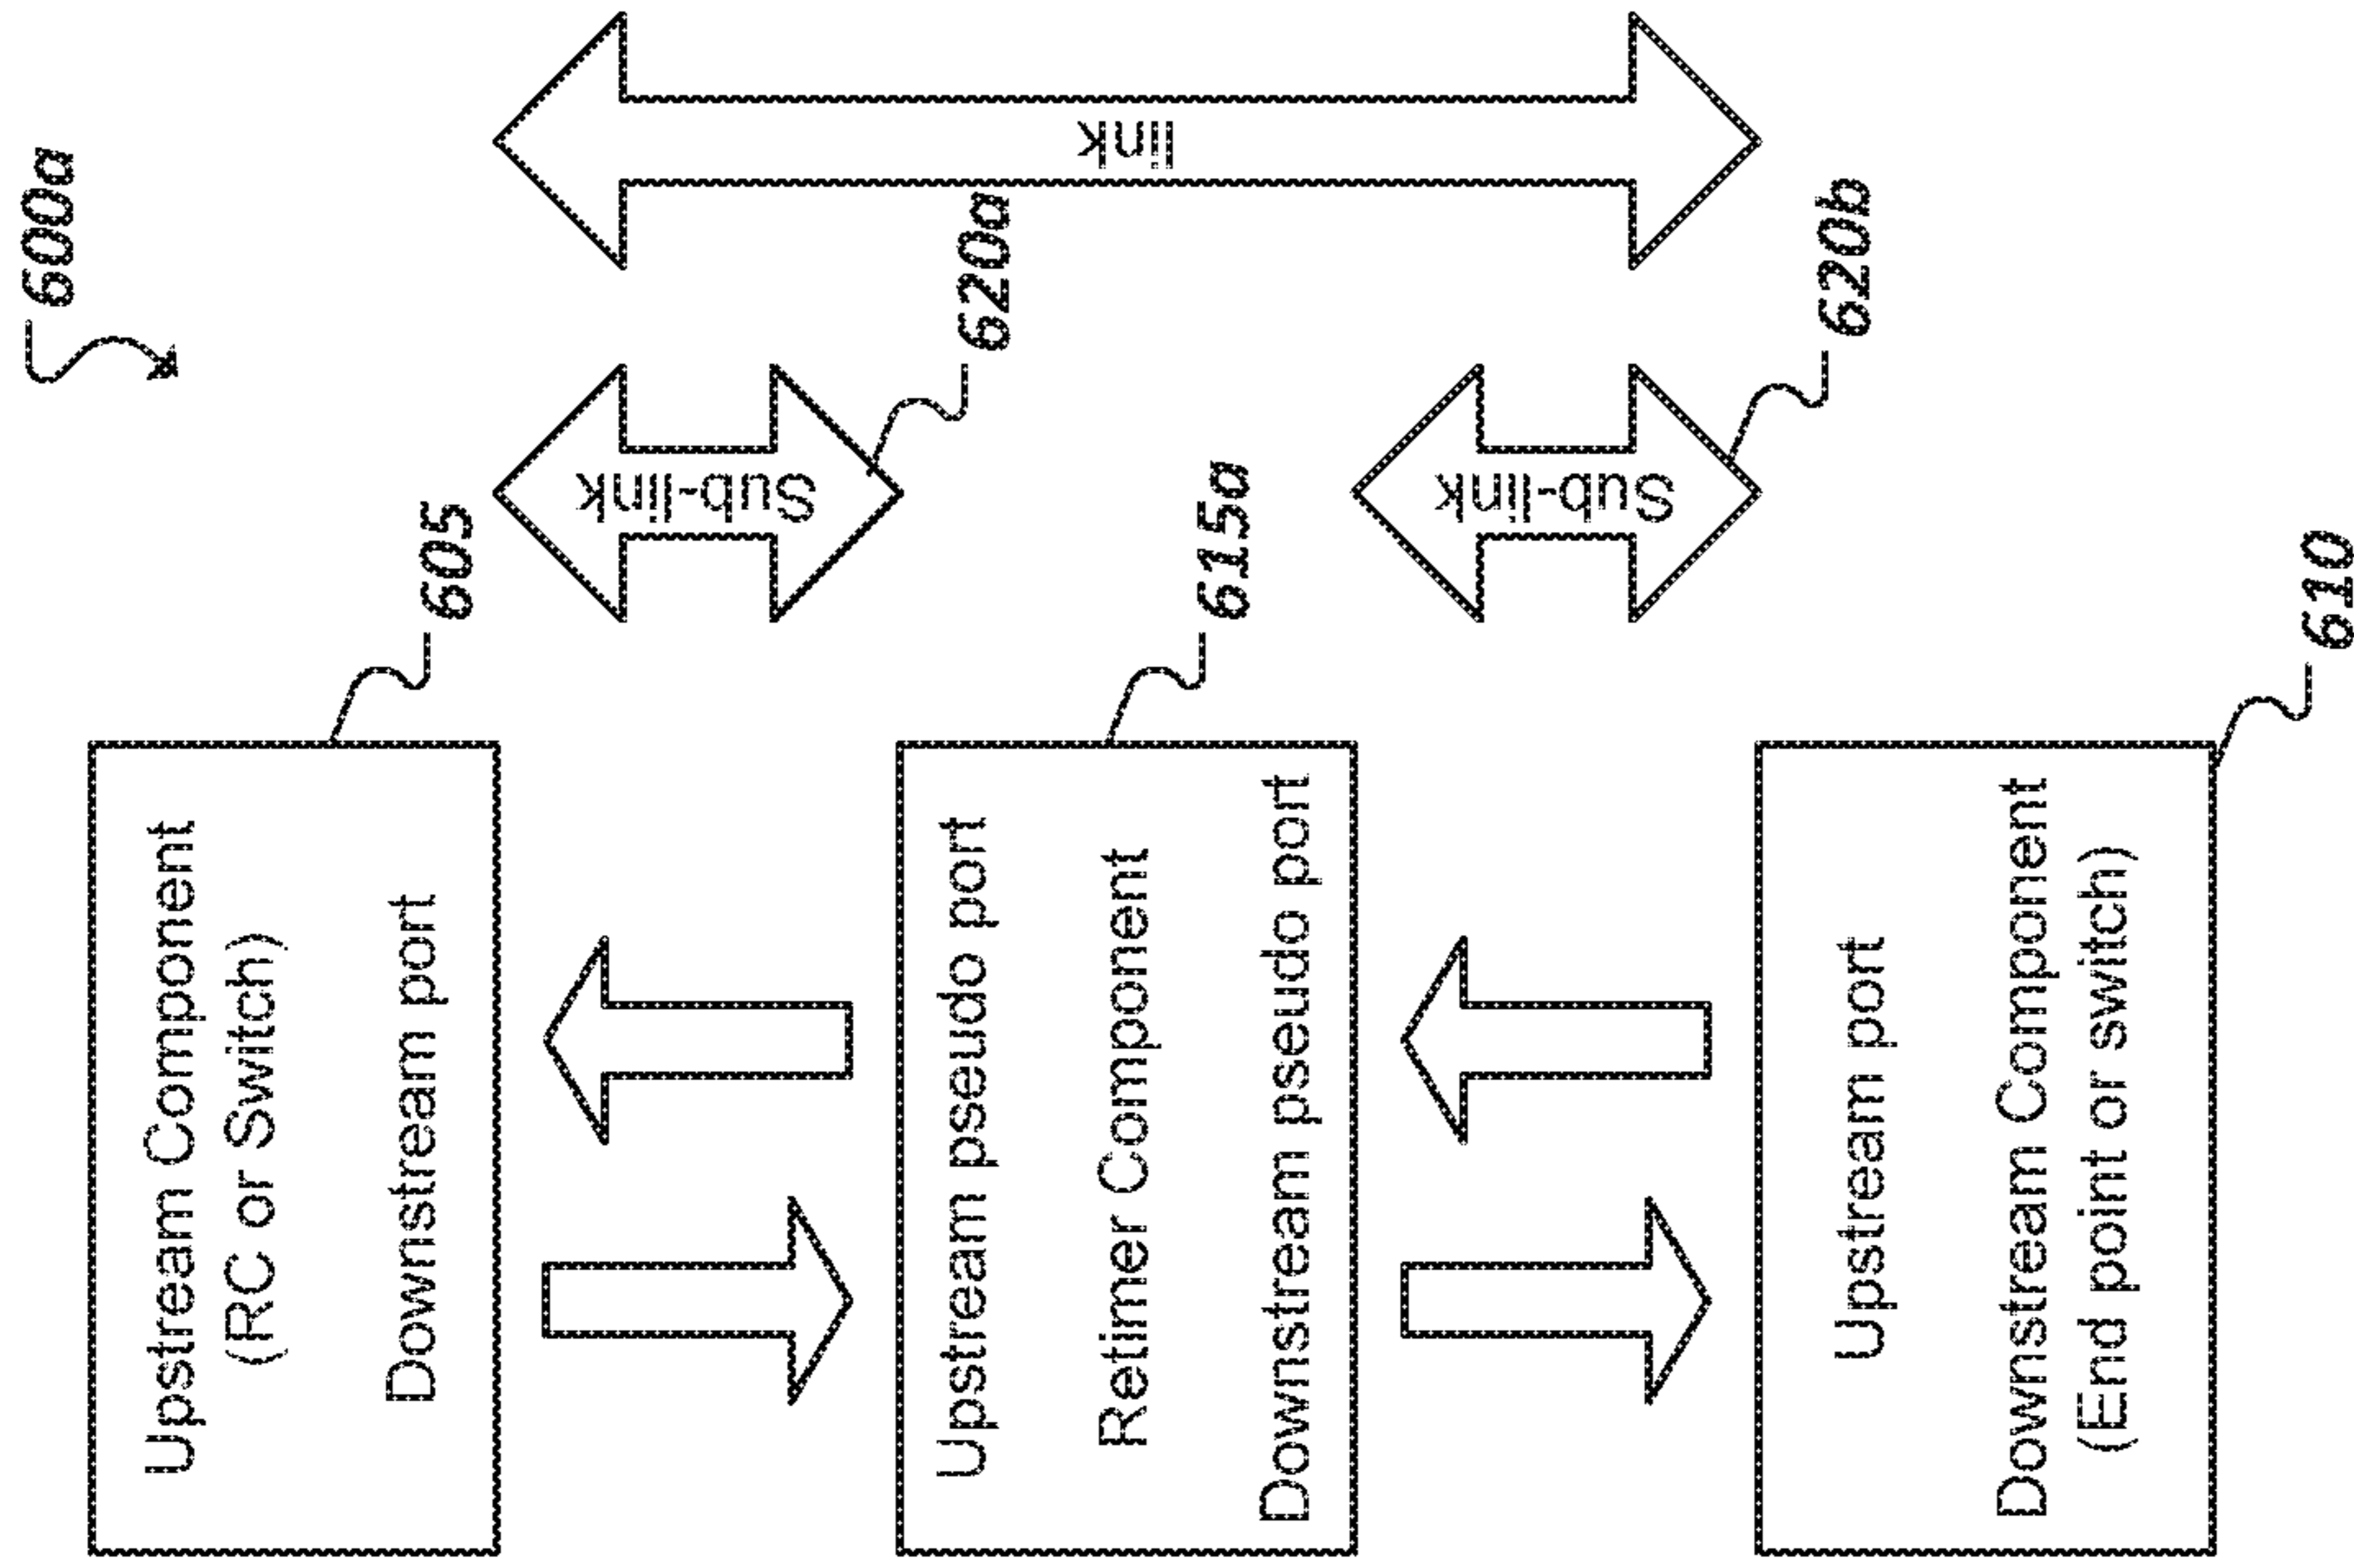 600a
Upstream Component
(RC or Switch)
Downstream port
605
Sub-link
620a
link
Upstream pseudo port
Retimer Component
Downstream pseudo port
615a
Sub-link
620b
Upstream port
Downstream Component
(End point or switch)
610